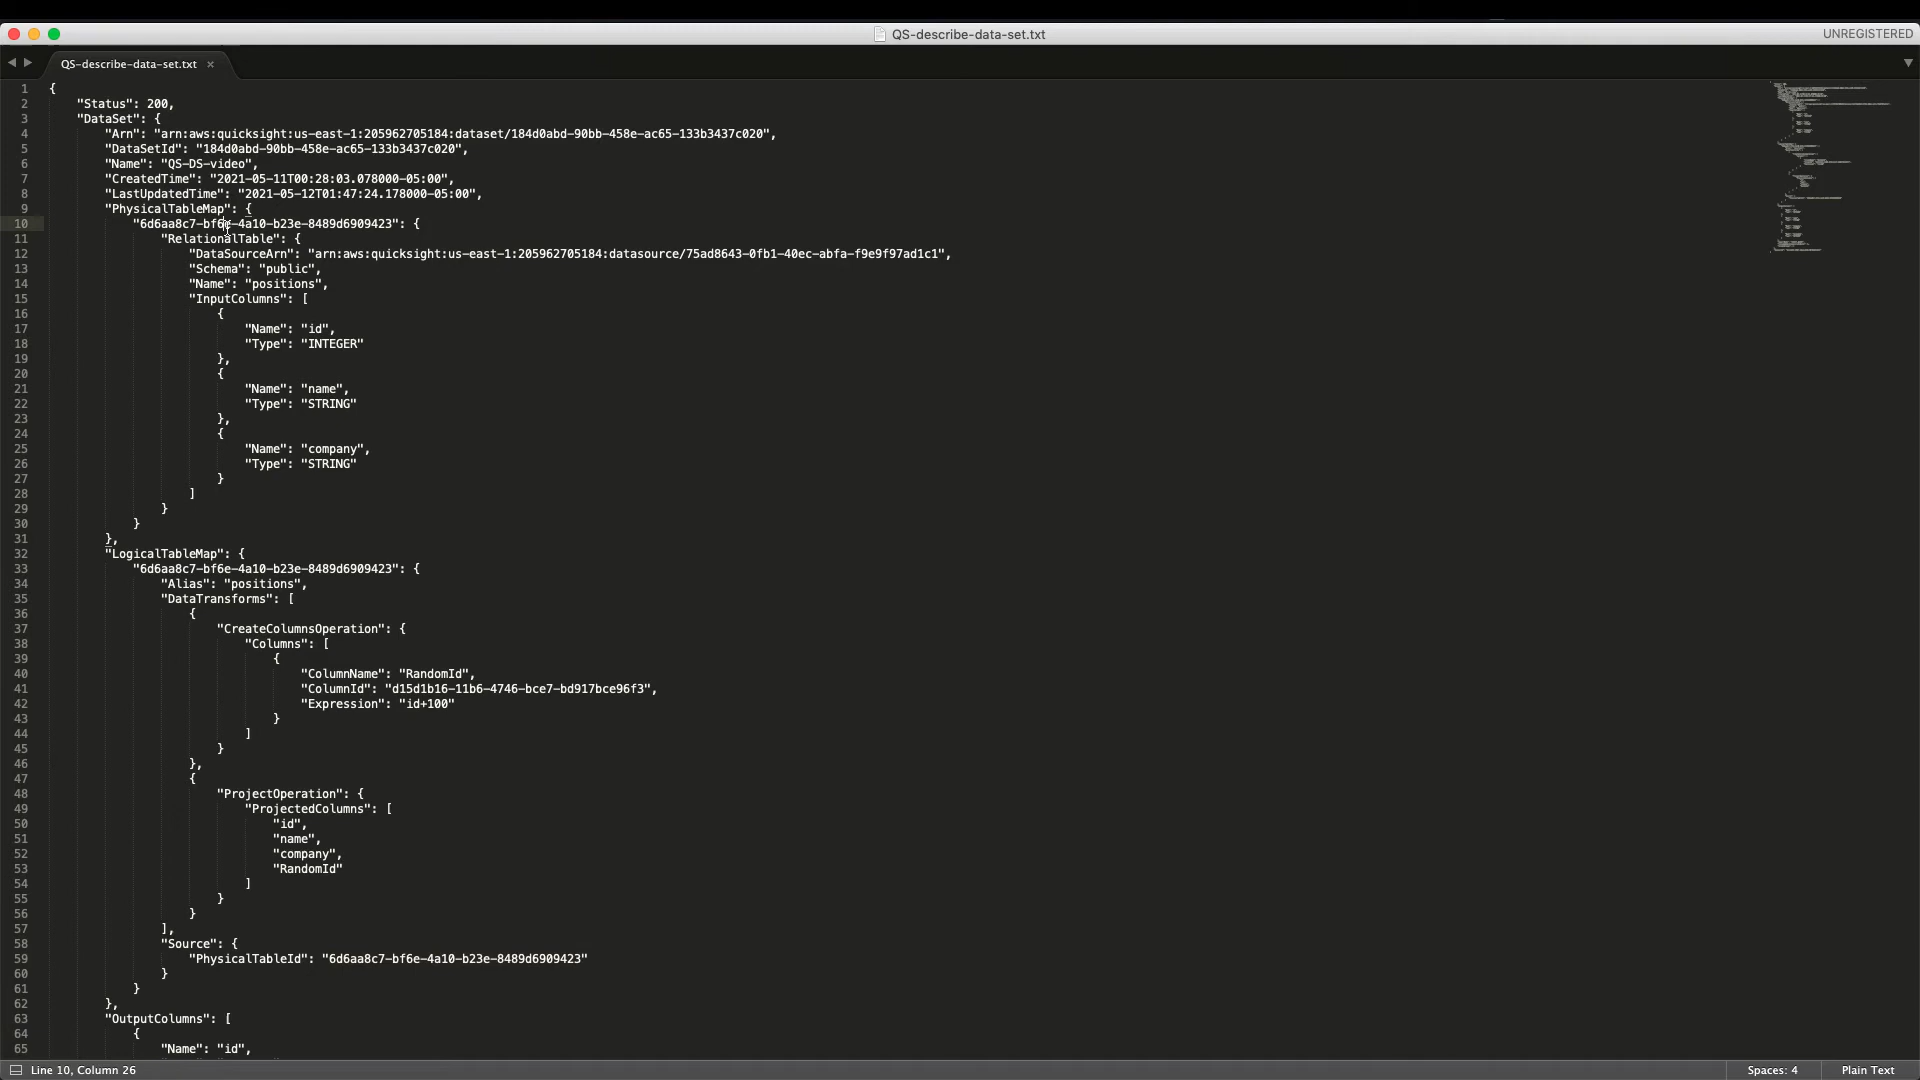 QS-describe-data-set.txt
UNREGISTERED
QS-describe-data-set.txt ×
1 {
2 "Status": 200,
3 "DataSet": {
4 "Arn": "arn:aws:quicksight:us-east-1:205962705184:dataset/184d0abd-90bb-458e-ac65-133b3437c020",
5 "DataSetId": "184d0abd-90bb-458e-ac65-133b3437c020",
6 "Name": "QS-DS-video",
7 "CreatedTime": "2021-05-11T00:28:03.078000-05:00",
8 "LastUpdatedTime": "2021-05-12T01:47:24.178000-05:00",
9 "PhysicalTableMap": {
10 "6d6aa8c7-bf6e-4a10-b23e-8489d6909423": {
11 "RelationalTable": {
12 "DataSourceArn": "arn:aws:quicksight:us-east-1:205962705184:datasource/75ad8643-0fb1-40ec-abfa-f9e9f97ad1c1",
13 "Schema": "public",
14 "Name": "positions",
15 "InputColumns": [
16 {
17 "Name": "id",
18 "Type": "INTEGER"
19 },
20 {
21 "Name": "name",
22 "Type": "STRING"
23 },
24 {
25 "Name": "company",
26 "Type": "STRING"
27 }
28 ]
29 }
30 }
31 },
32 "LogicalTableMap": {
33 "6d6aa8c7-bf6e-4a10-b23e-8489d6909423": {
34 "Alias": "positions",
35 "DataTransforms": [
36 {
37 "CreateColumnsOperation": {
38 "Columns": [
39 {
40 "ColumnName": "RandomId",
41 "ColumnId": "d15d1b16-11b6-4746-bce7-bd917bce96f3",
42 "Expression": "id+100"
43 }
44 ]
45 }
46 },
47 {
48 "ProjectOperation": {
49 "ProjectedColumns": [
50 "id",
51 "name",
52 "company",
53 "RandomId"
54 ]
55 }
56 }
57 ],
58 "Source": {
59 "PhysicalTableId": "6d6aa8c7-bf6e-4a10-b23e-8489d6909423"
60 }
61 }
62 },
63 "OutputColumns": [
64 {
65 "Name": "id",
Line 10, Column 26
Spaces: 4
Plain Text